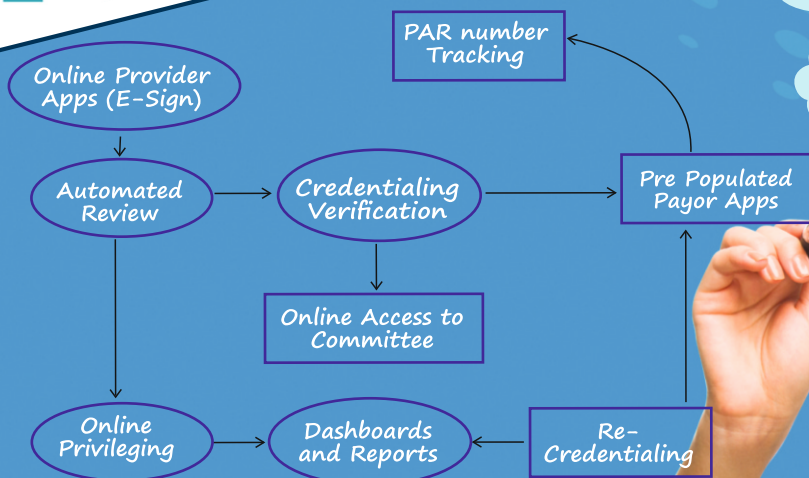 PAR number
Tracking
Online Provider
Apps (E-Sign)
Automated
Review
Credentialing
Verification
Pre Populated
Payor Apps
Online Access to
Committee
Online
Privileging
Dashboards
and Reports
Re-
Credentialing